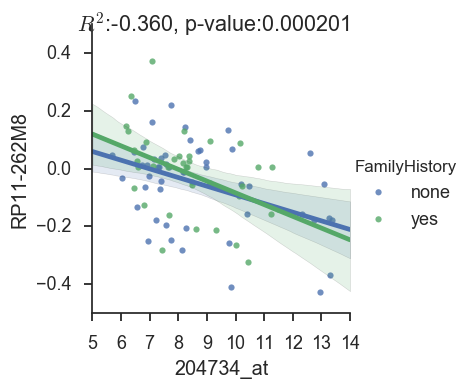 R²:-0.360, p-value:0.000201
0.4
0.2
0.0
−0.2
−0.4
RP11-262M8
FamilyHistory
none
yes
5 6 7 8 9 10 11 12 13 14
204734_at